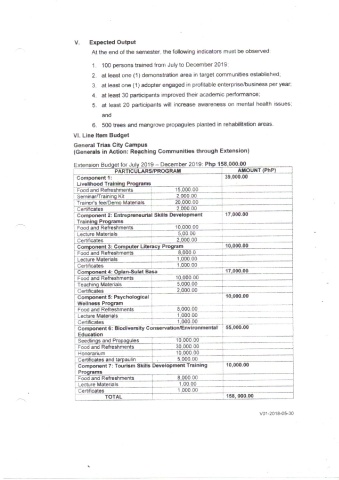 V. Expected Output
At the end of the semester, the following indicators must be observed
1. 100 persons trained from July to December 2019;
2. at least one (1) demonstration area in target communities established;
3. at least one (1) adopter engaged in profitable enterprise/business per year;
4. at least 30 participants improved their academic performance;
5. at least 20 participants will increase awareness on mental health issues;
and
6. 500 trees and mangrove propagules planted in rehabilitation areas.
VI. Line Item Budget
General Trias City Campus
(Generals in Action: Reaching Communities through Extension)
Extension Budget for July 2019 – December 2019: Php 158,000.00
PARTICULARS/PROGRAM AMOUNT (PhP)
Component 1: 39,000.00
Livelihood Training Programs
Food and Refreshments 15,000.00
Seminar/Training Kit 2,000.00
Trainor's fee/Demo Materials 20,000.00
Certificates 2,000.00
Component 2: Entrepreneurial Skills Development 17,000.00
Training Programs
Food and Refreshments 10,000.00
Lecture Materials 5,00.00
Certificates 2,000.00
Component 3: Computer Literacy Program 10,000.00
Food and Refreshments 8,000.0
Lecture Materials 1,000.00
Certificates 1,000.00
Component 4: Oplan-Sulat Basa 17,000.00
Food and Refreshments 10,000.00
Teaching Materials 5,000.00
Certificates 2,000.00
Component 5: Psychological 10,000.00
Wellness Program
Food and Refreshments 8,000.00
Lecture Materials 1,000.00
Certificates 1,000.00
Component 6: Biodiversity Conservation/Environmental 55,000.00
Education
Seedlings and Propagules 10,000.00
Food and Refreshments 30,000.00
Honorarium 10,000.00
Certificates and tarpaulin 5,000.00
Component 7: Tourism Skills Development Training 10,000.00
Programs
Food and Refreshments 8,000.00
Lecture Materials 1,00.00
Certificates 1,000.00
TOTAL 158, 000.00
V01-2018-05-30